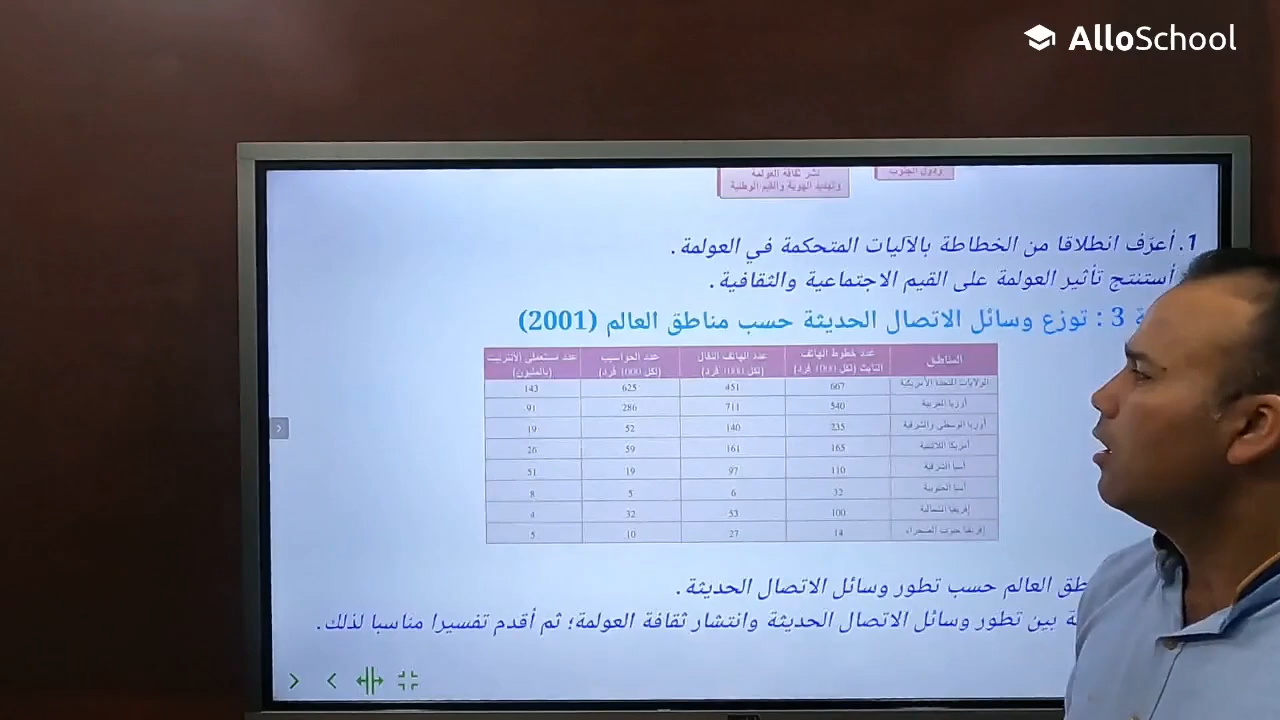 AlloSchool
ودول الجنوب
نشر ثقافة العولمة
وتهديد الهوية والقيم الوطنية
1. أعرّف انطلاقا من الخطاطة بالآليات المتحكمة في العولمة.
أستنتج تأثير العولمة على القيم الاجتماعية والثقافية.
ة 3 : توزع وسائل الاتصال الحديثة حسب مناطق العالم (2001)
المناطق عدد خطوط الهاتف الثابت (لكل 1000 فرد) عدد الهاتف النقال (لكل 1000 فرد) عدد الحواسيب (لكل 1000 فرد) عدد مستعملي الأنترنيت (بالمليون)
الولايات المتحدة الأمريكية 667 451 625 143
أوربا الغربية 540 711 286 91
أوربا الوسطى والشرقية 235 140 52 19
أمريكا اللاتينية 165 161 59 26
آسيا الشرقية 110 97 19 51
آسيا الجنوبية 32 6 5 8
إفريقيا الشمالية 100 53 32 4
إفريقيا جنوب الصحراء 14 27 10 5
طق العالم حسب تطور وسائل الاتصال الحديثة.
ة بين تطور وسائل الاتصال الحديثة وانتشار ثقافة العولمة؛ ثم أقدم تفسيرا مناسبا لذلك.